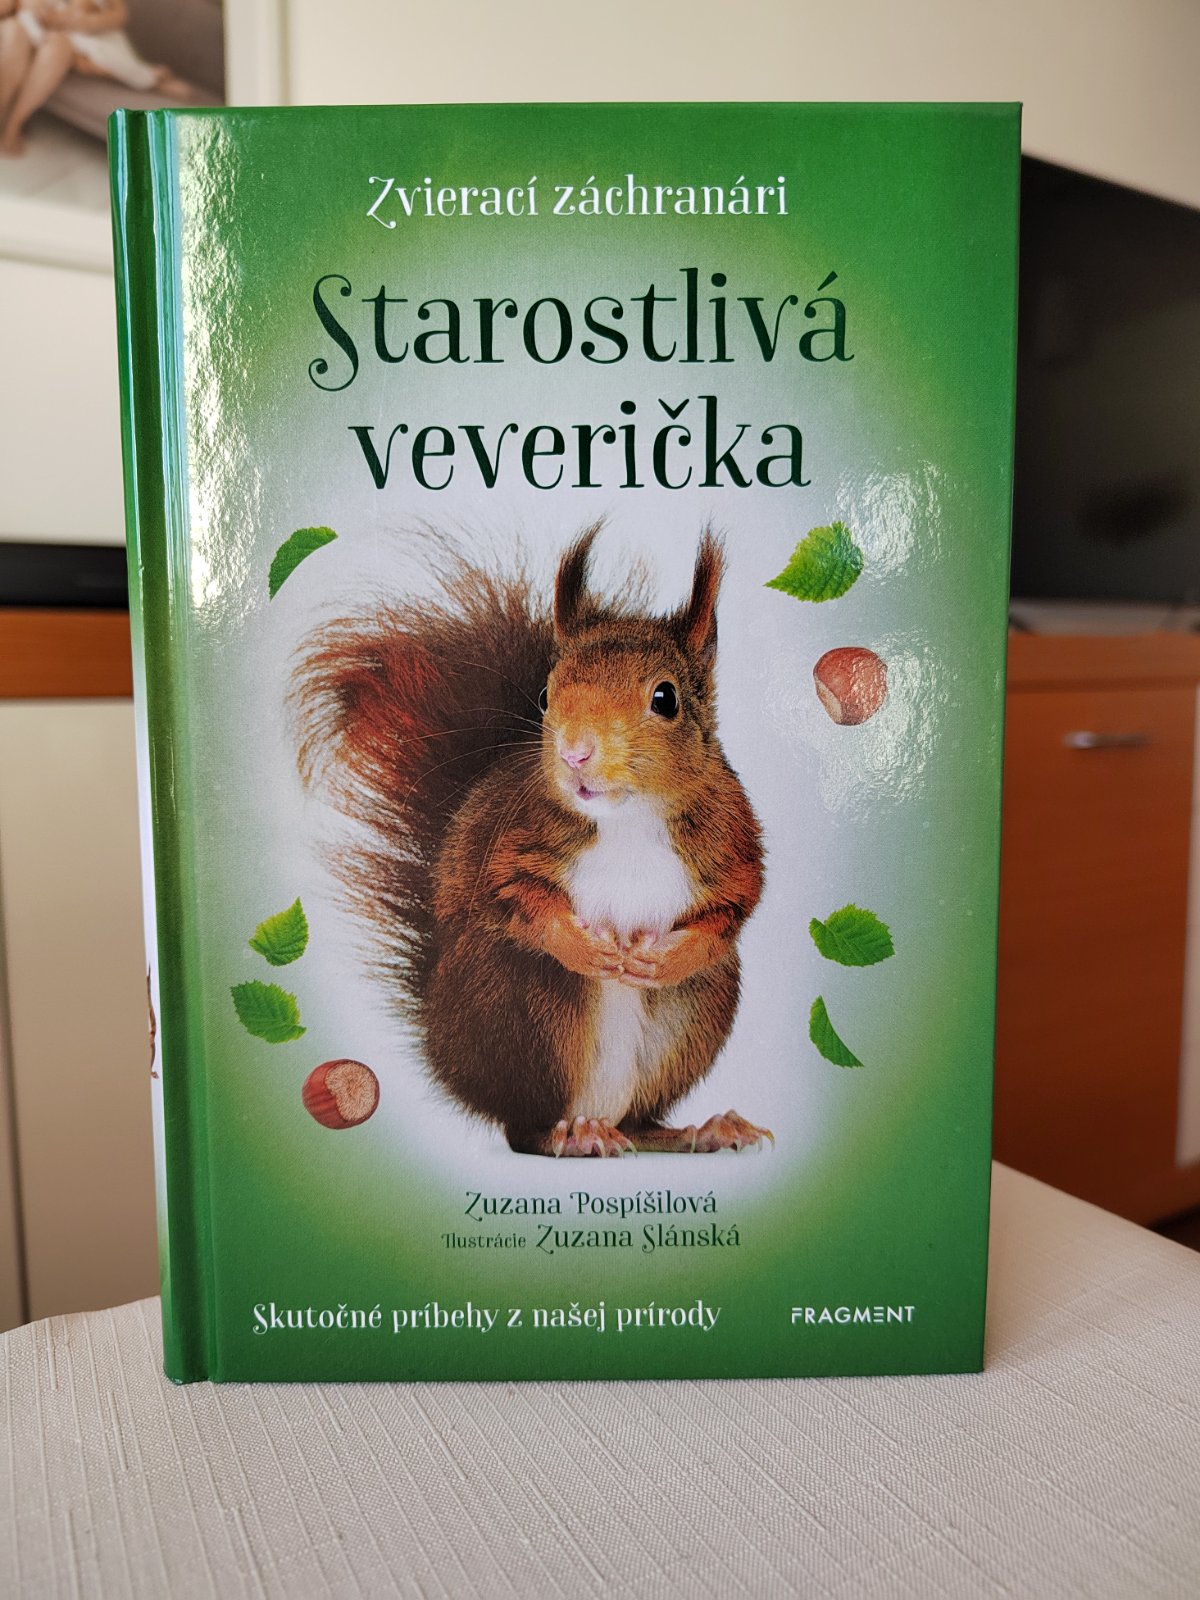 Zvierací záchranári
Starostlivá
veverička
Zuzana Pospíšilová
Ilustrácie Zuzana Slánská
Skutočné príbehy z našej prírody
FRAGMENT